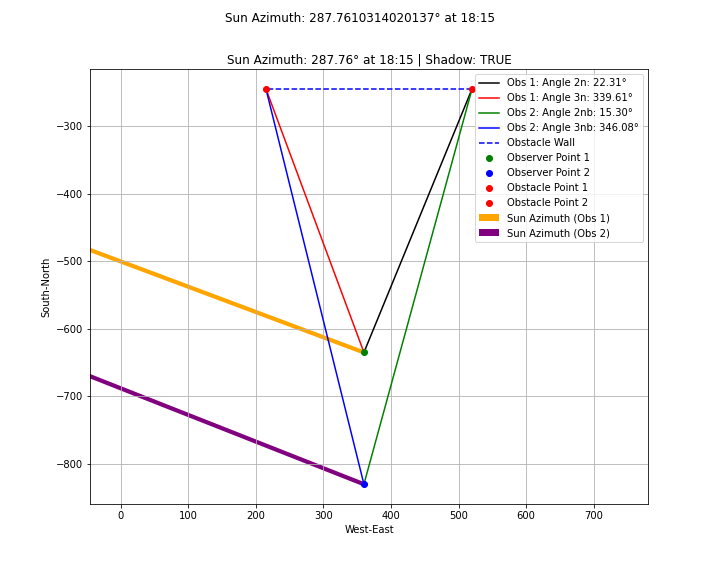 Sun Azimuth: 287.7610314020137° at 18:15
Sun Azimuth: 287.76° at 18:15 | Shadow: TRUE
Obs 1: Angle 2n: 22.31°
Obs 1: Angle 3n: 339.61°
Obs 2: Angle 2nb: 15.30°
Obs 2: Angle 3nb: 346.08°
Obstacle Wall
Observer Point 1
Observer Point 2
Obstacle Point 1
Obstacle Point 2
Sun Azimuth (Obs 1)
Sun Azimuth (Obs 2)
South-North
−300
−400
−500
−600
−700
−800
0 100 200 300 400 500 600 700
West-East